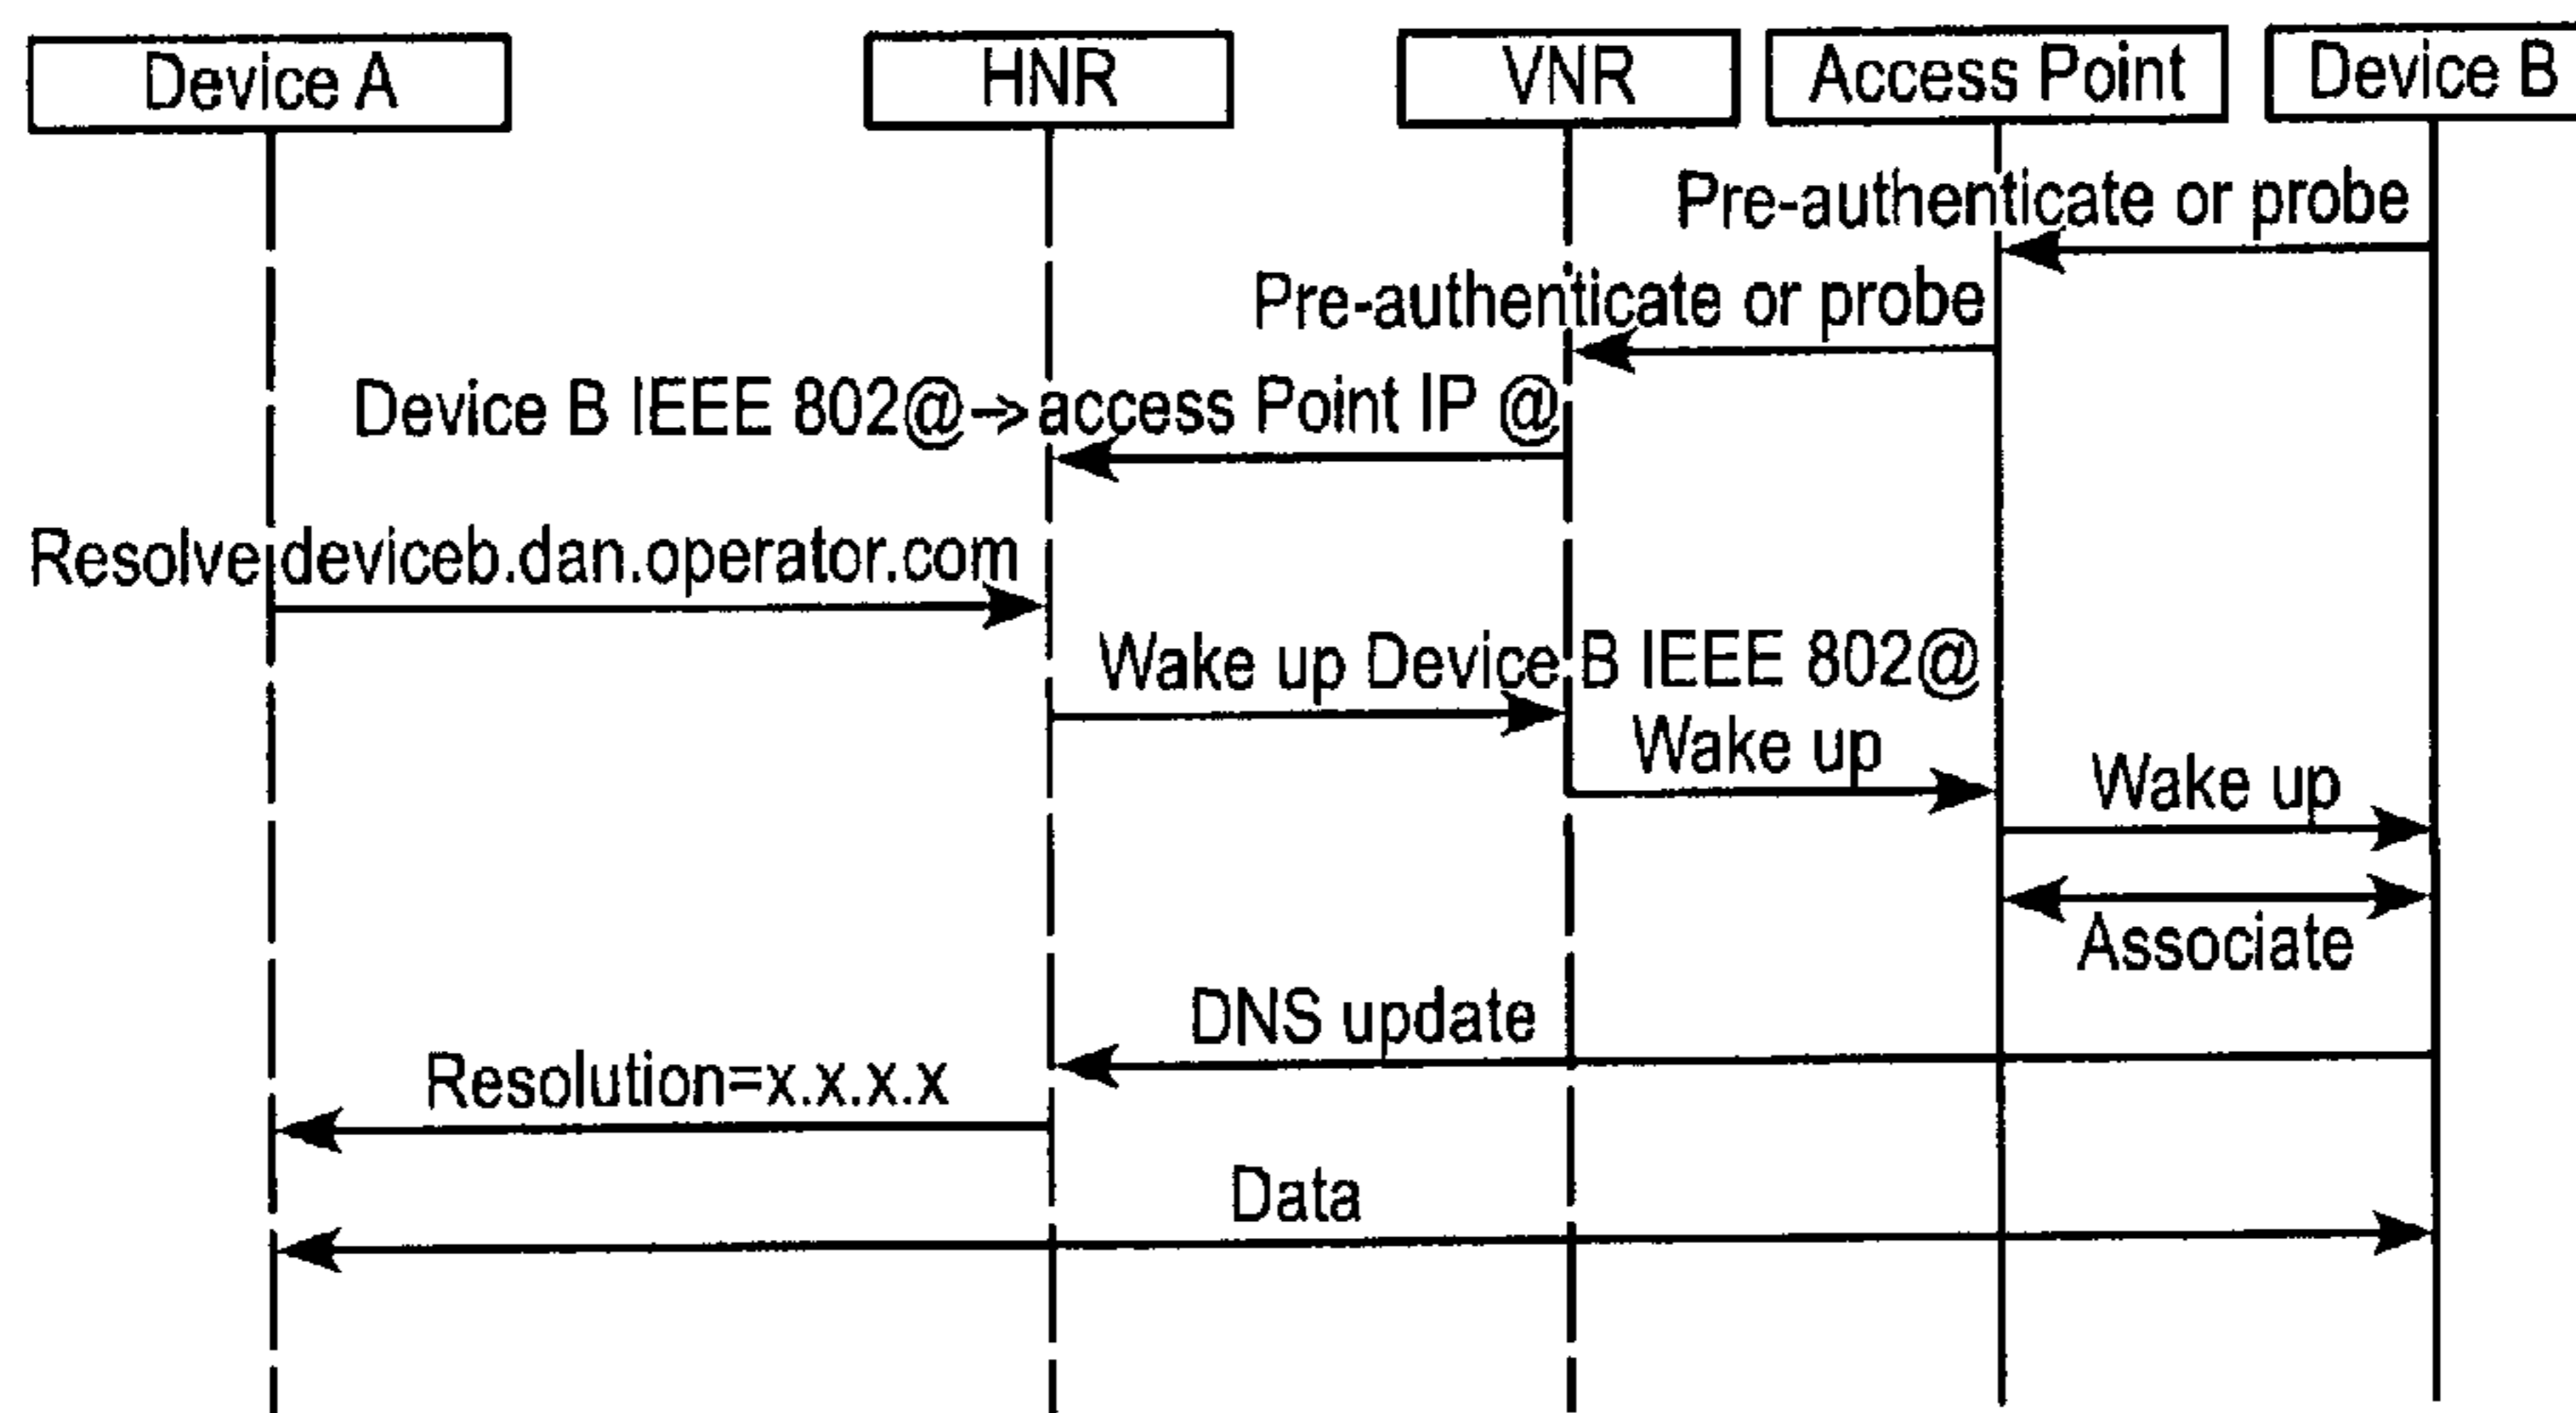 Device A
HNR
VNR
Access Point
Device B
Pre-authenticate or probe
Pre-authenticate or probe
Device B IEEE 802@->access Point IP @
Resolve deviceb.dan.operator.com
Wake up Device B IEEE 802@
Wake up
Wake up
Associate
DNS update
Resolution=x.x.x.x
Data